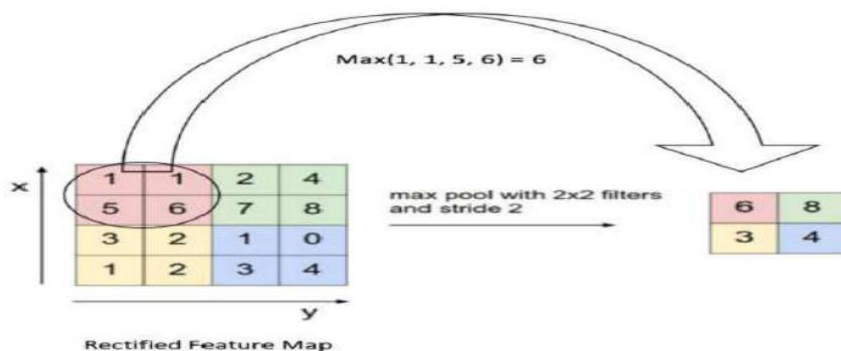 Max(1, 1, 5, 6) = 6
x
1 1 2 4
5 6 7 8
3 2 1 0
1 2 3 4
y
max pool with 2x2 filters
and stride 2
6 8
3 4
Rectified Feature Map